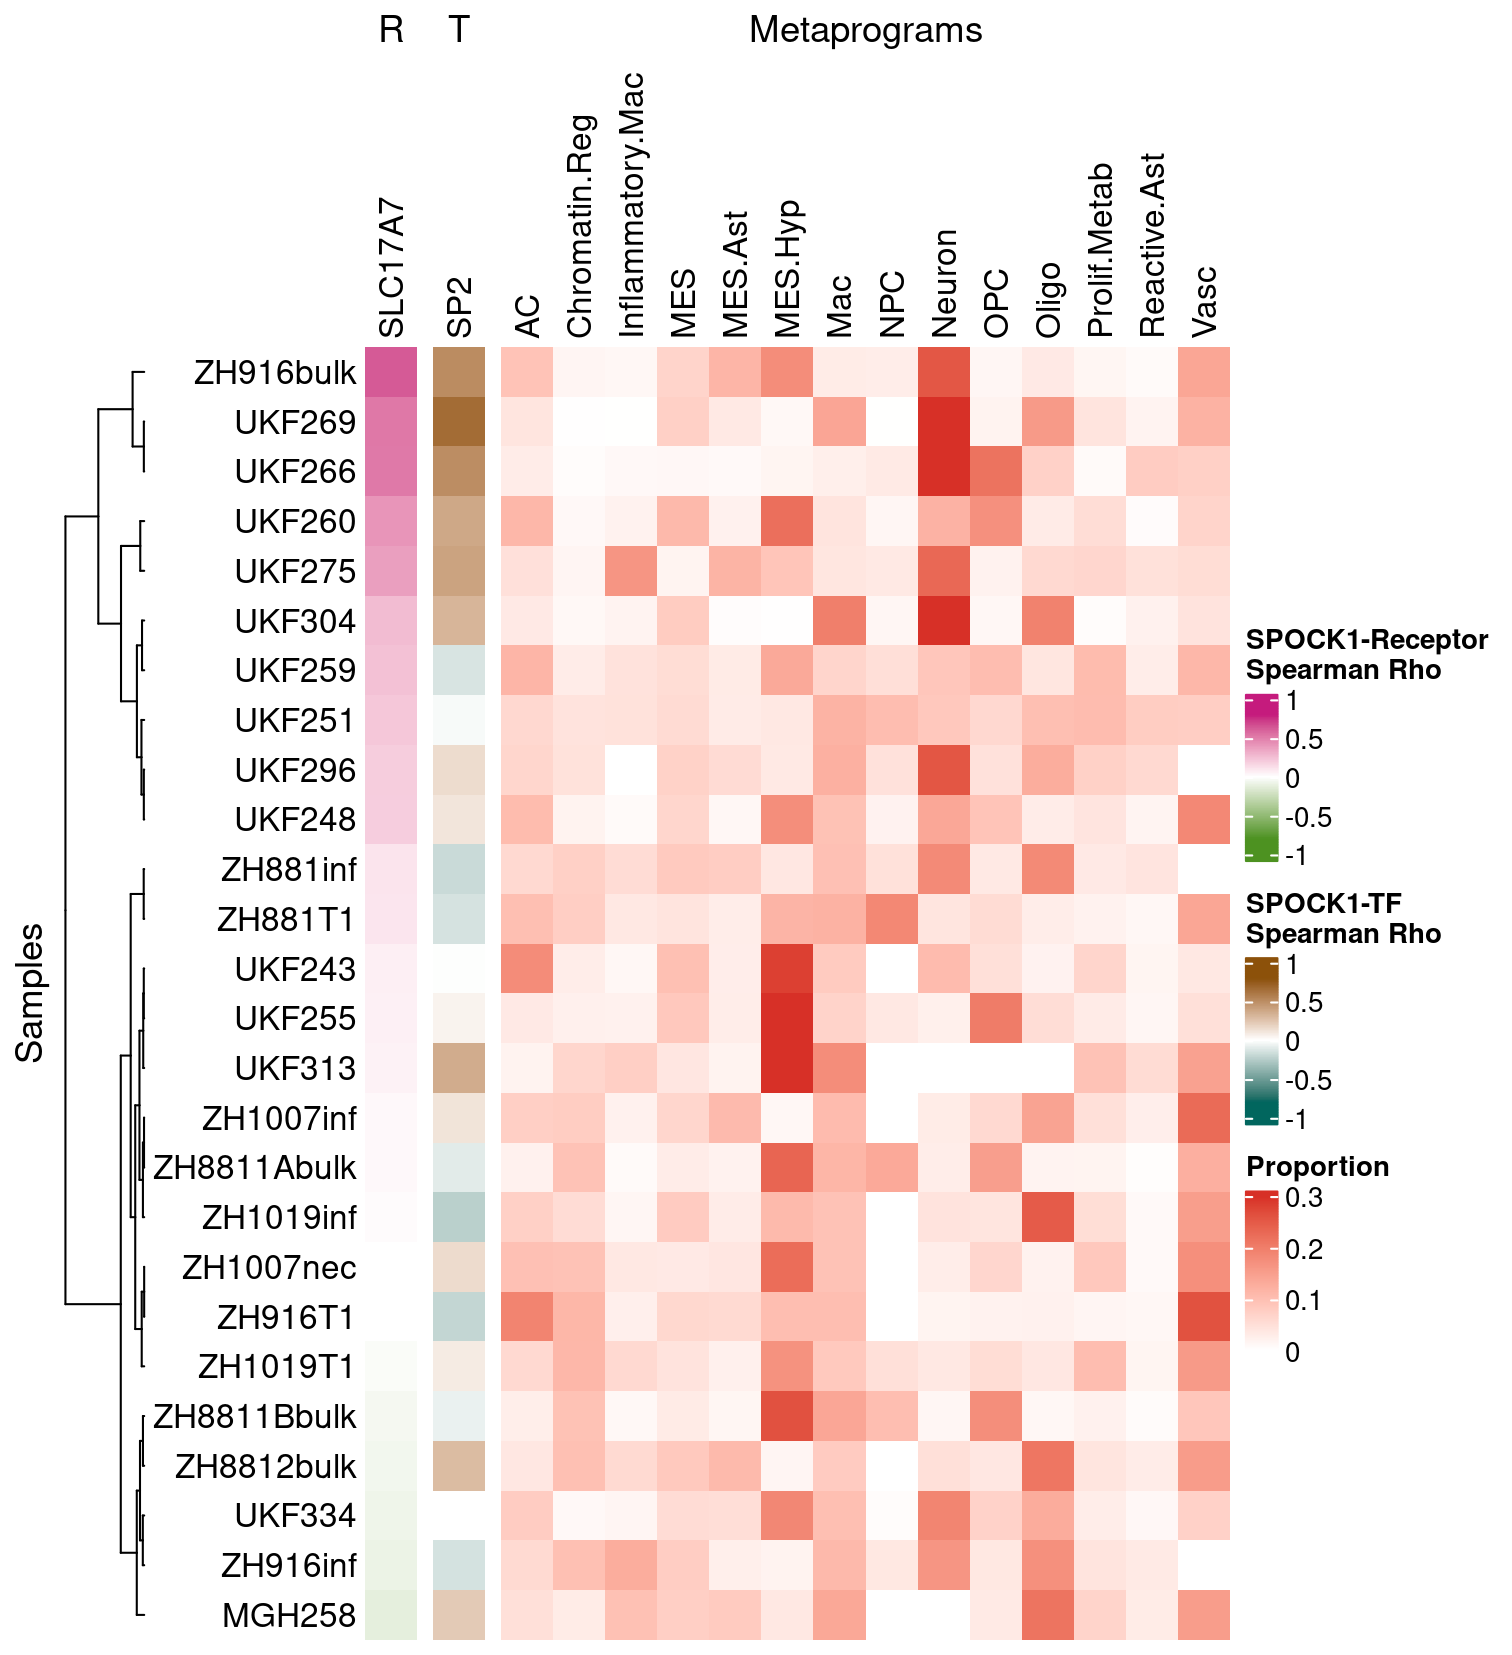 R T Metaprograms
SLC17A7
SP2
AC
Chromatin.Reg
Inflammatory.Mac
MES
MES.Ast
MES.Hyp
Mac
NPC
Neuron
OPC
Oligo
Prolif.Metab
Reactive.Ast
Vasc
Samples
ZH916bulk
UKF269
UKF266
UKF260
UKF275
UKF304
UKF259
UKF251
UKF296
UKF248
ZH881inf
ZH881T1
UKF243
UKF255
UKF313
ZH1007inf
ZH8811Abulk
ZH1019inf
ZH1007nec
ZH916T1
ZH1019T1
ZH8811Bbulk
ZH8812bulk
UKF334
ZH916inf
MGH258
SPOCK1-Receptor
Spearman Rho
1
0.5
0
-0.5
-1
SPOCK1-TF
Spearman Rho
1
0.5
0
-0.5
-1
Proportion
0.3
0.2
0.1
0